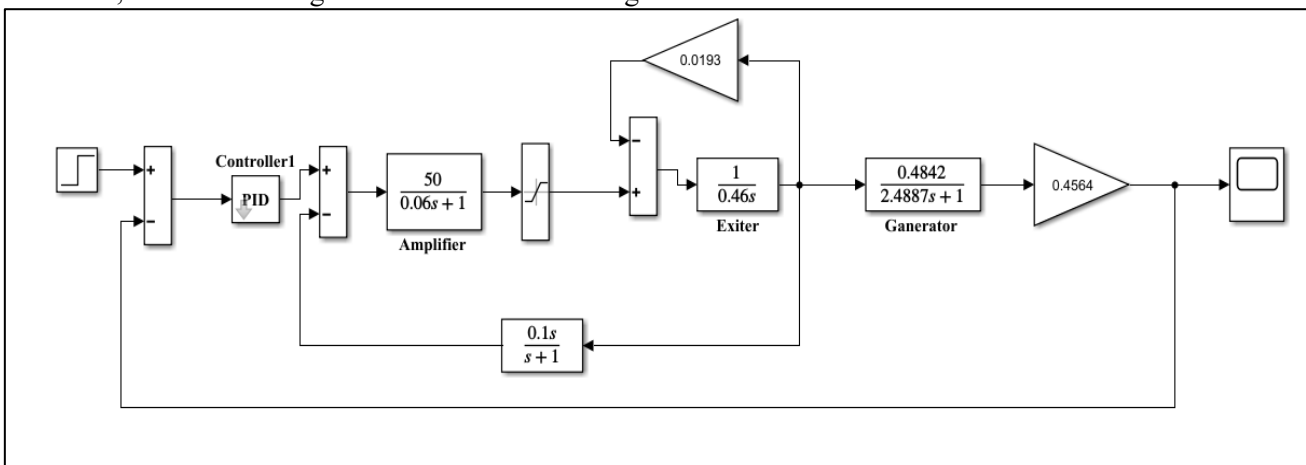 0.0193
Controller1
PID
50
0.06s + 1
Amplifier
1
0.46s
Exiter
0.4842
2.4887s + 1
Ganerator
0.4564
0.1s
s + 1
+
−
+
−
−
+